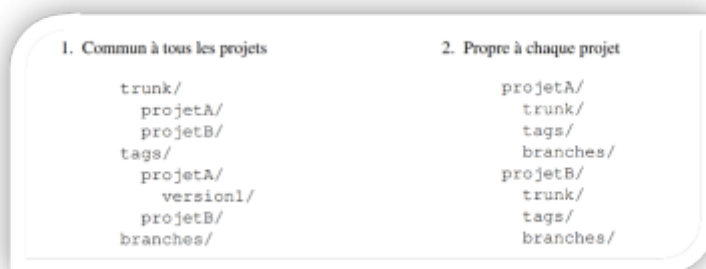 1. Commun à tous les projets
trunk/
projetA/
projetB/
tags/
projetA/
version1/
projetB/
branches/
2. Propre à chaque projet
projetA/
trunk/
tags/
branches/
projetB/
trunk/
tags/
branches/